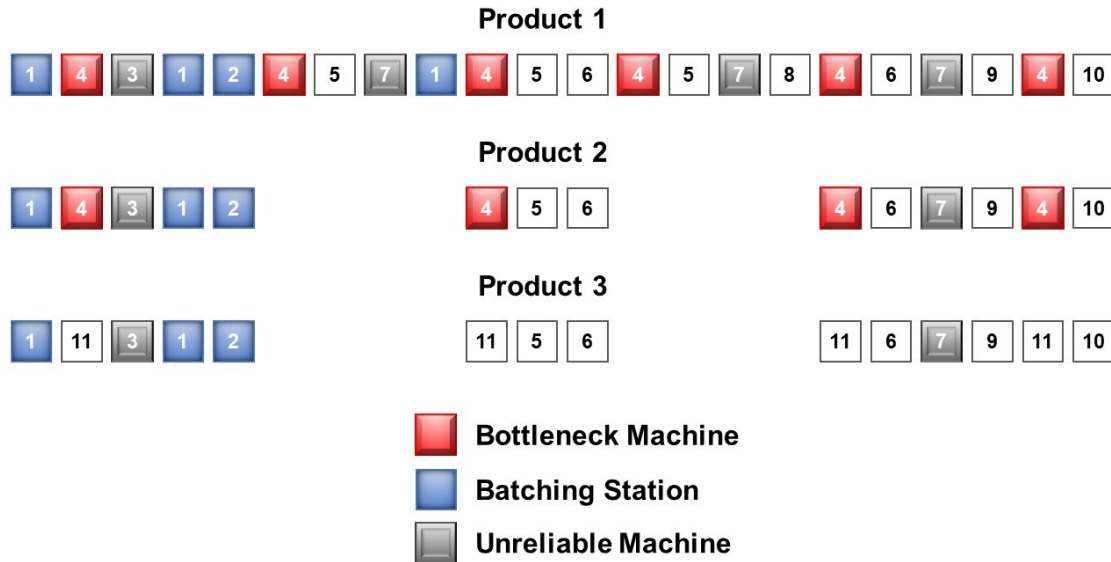 Product 1
1 4 3 1 2 4 5 7 1 4 5 6 4 5 7 8 4 6 7 9 4 10
Product 2
1 4 3 1 2 4 5 6 4 6 7 9 4 10
Product 3
1 11 3 1 2 11 5 6 11 6 7 9 11 10
Bottleneck Machine
Batching Station
Unreliable Machine